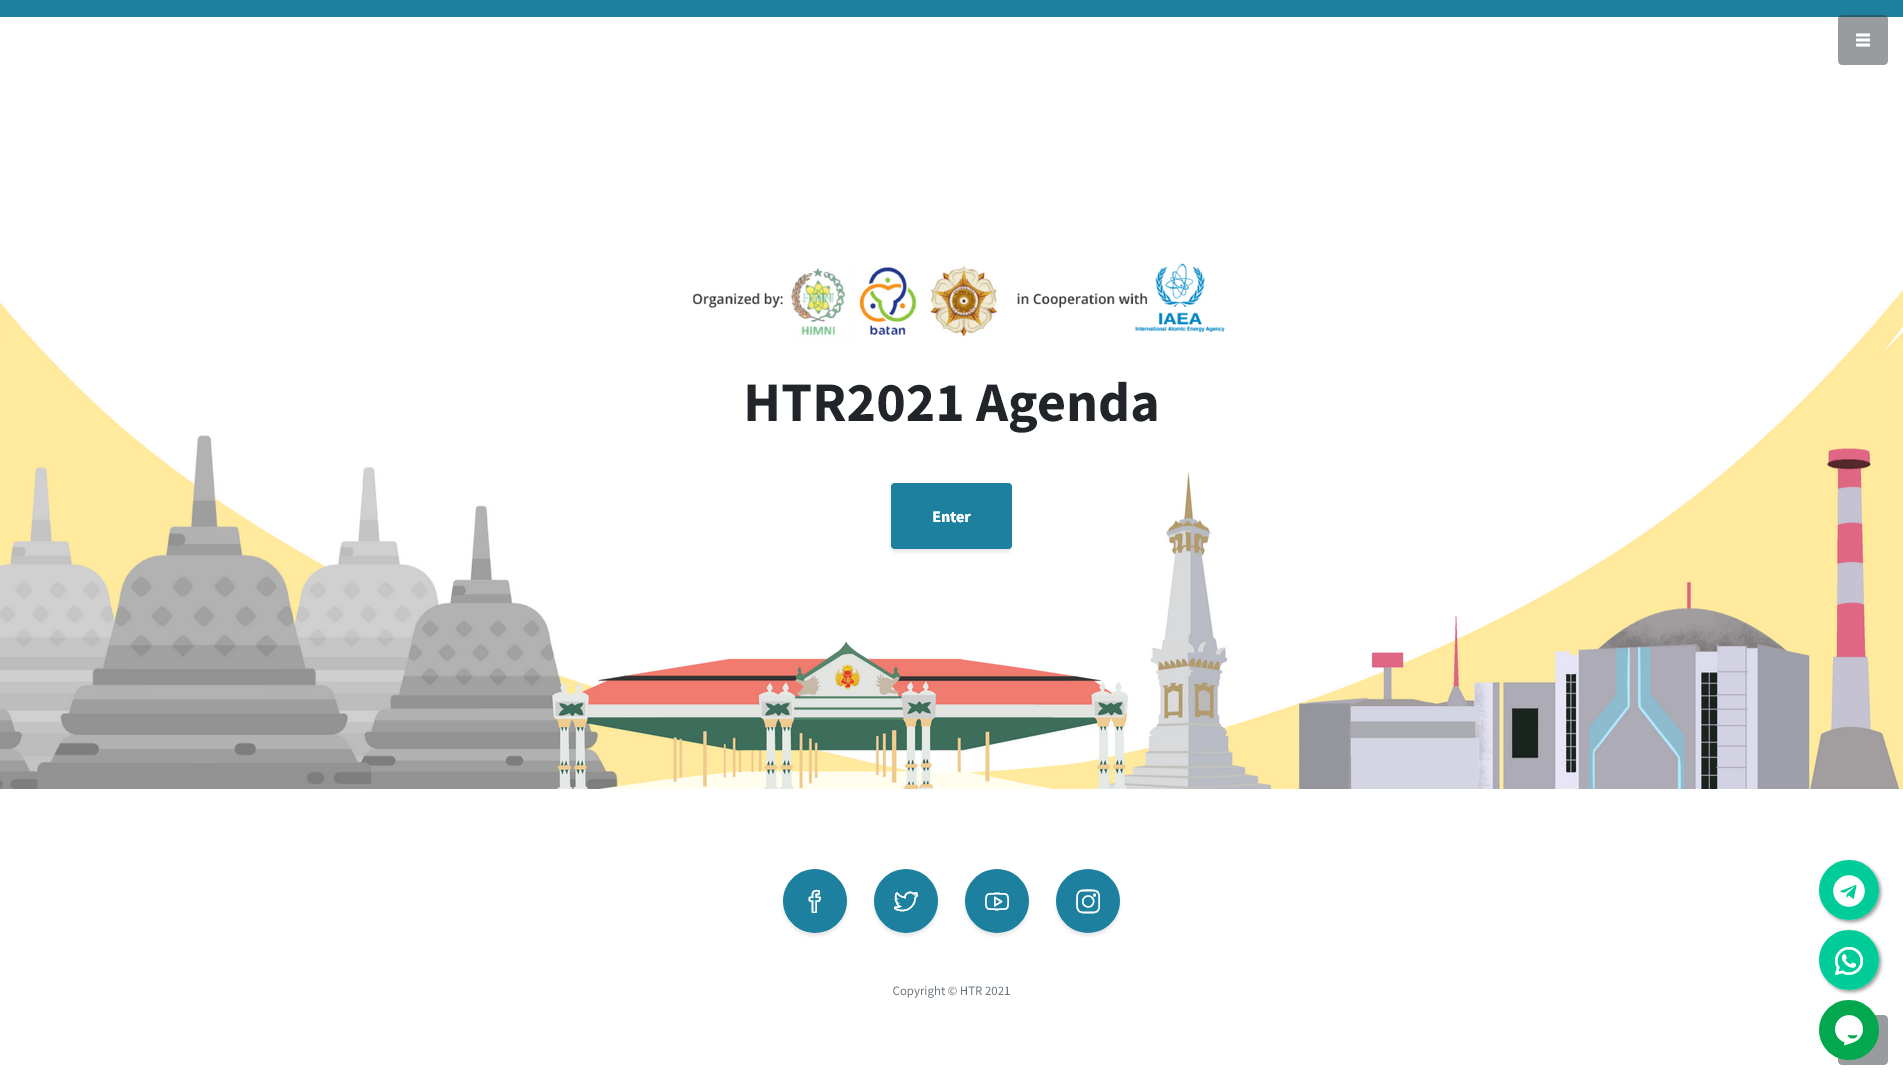 Organized by:
HIMNI
batan
in Cooperation with
IAEA
International Atomic Energy Agency
HTR2021 Agenda
Enter
Copyright © HTR 2021